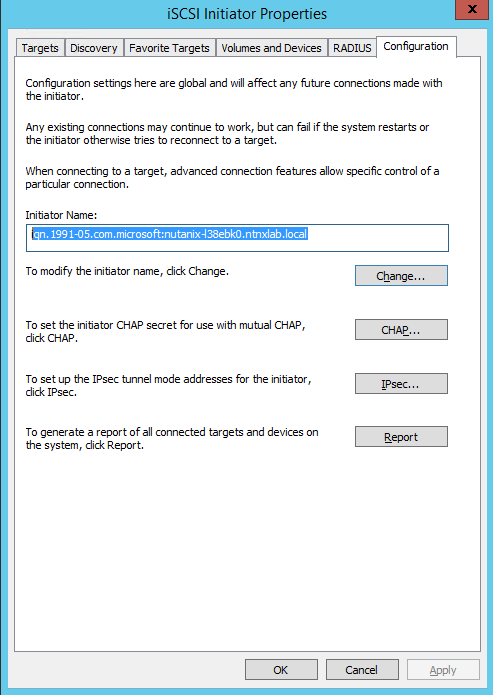 iSCSI Initiator Properties
x
Targets Discovery Favorite Targets Volumes and Devices RADIUS Configuration
Configuration settings here are global and will affect any future connections made with
the initiator.
Any existing connections may continue to work, but can fail if the system restarts or
the initiator otherwise tries to reconnect to a target.
When connecting to a target, advanced connection features allow specific control of a
particular connection.
Initiator Name:
iqn.1991-05.com.microsoft:nutanix-l38ebk0.ntnxlab.local
To modify the initiator name, click Change.
Change...
To set the initiator CHAP secret for use with mutual CHAP,
click CHAP.
CHAP...
To set up the IPsec tunnel mode addresses for the initiator,
click IPsec.
IPsec...
To generate a report of all connected targets and devices on
the system, click Report.
Report
OK Cancel Apply